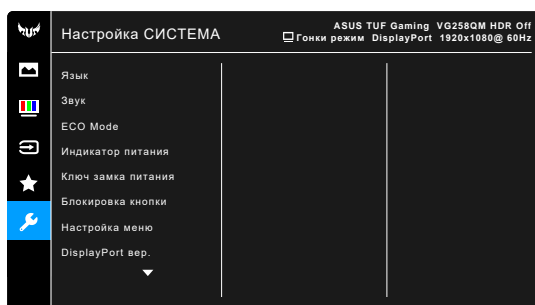 Настройка СИСТЕМА
ASUS TUF Gaming VG258QM HDR Off
Гонки режим DisplayPort 1920x1080@ 60Hz
Язык
Звук
ECO Mode
Индикатор питания
Ключ замка питания
Блокировка кнопки
Настройка меню
DisplayPort вер.